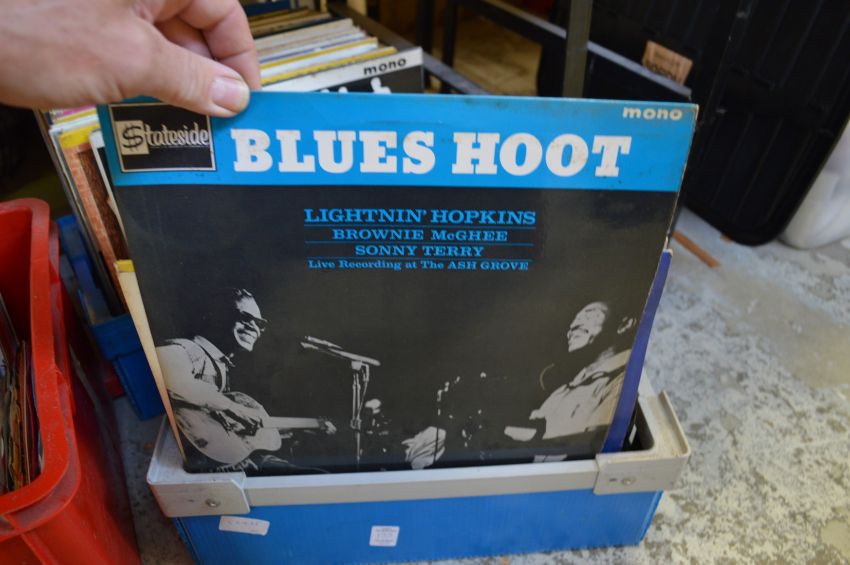 mono
Stateside
BLUES HOOT
mono
LIGHTNIN' HOPKINS
BROWNIE McGHEE
SONNY TERRY
Live Recording at The ASH GROVE